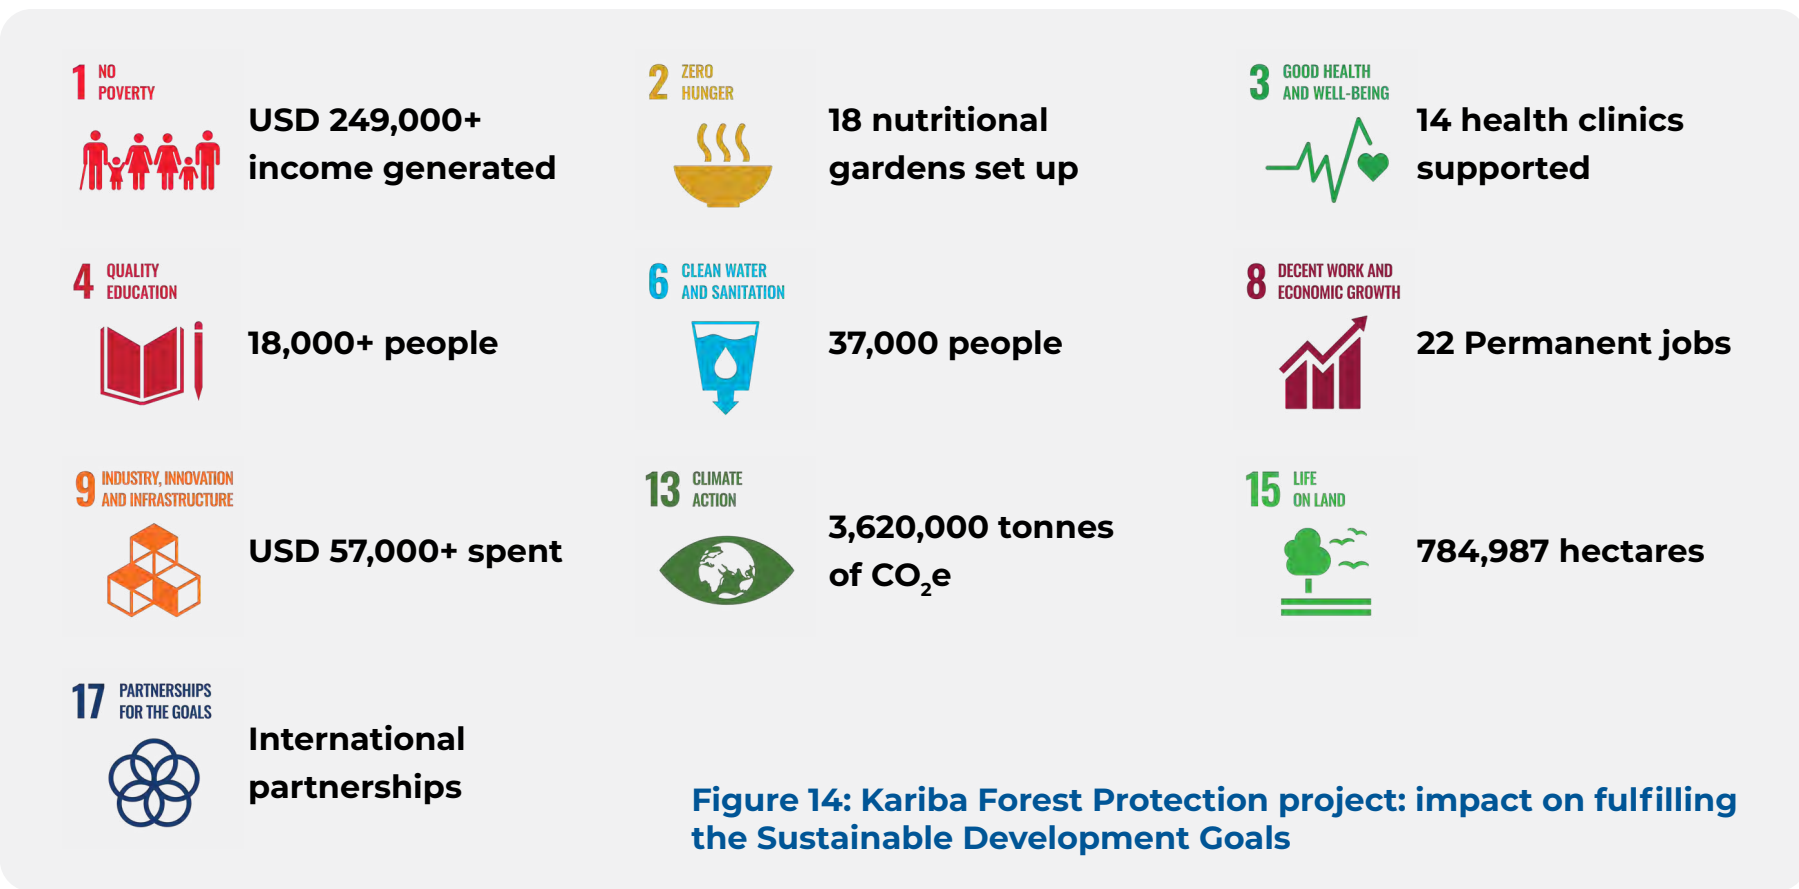 1 NO
POVERTY
USD 249,000+
income generated
2 ZERO
HUNGER
18 nutritional
gardens set up
3 GOOD HEALTH
AND WELL-BEING
14 health clinics
supported
4 QUALITY
EDUCATION
18,000+ people
6 CLEAN WATER
AND SANITATION
37,000 people
8 DECENT WORK AND
ECONOMIC GROWTH
22 Permanent jobs
9 INDUSTRY, INNOVATION
AND INFRASTRUCTURE
USD 57,000+ spent
13 CLIMATE
ACTION
3,620,000 tonnes
of CO₂e
15 LIFE
ON LAND
784,987 hectares
17 PARTNERSHIPS
FOR THE GOALS
International
partnerships
Figure 14: Kariba Forest Protection project: impact on fulfilling
the Sustainable Development Goals